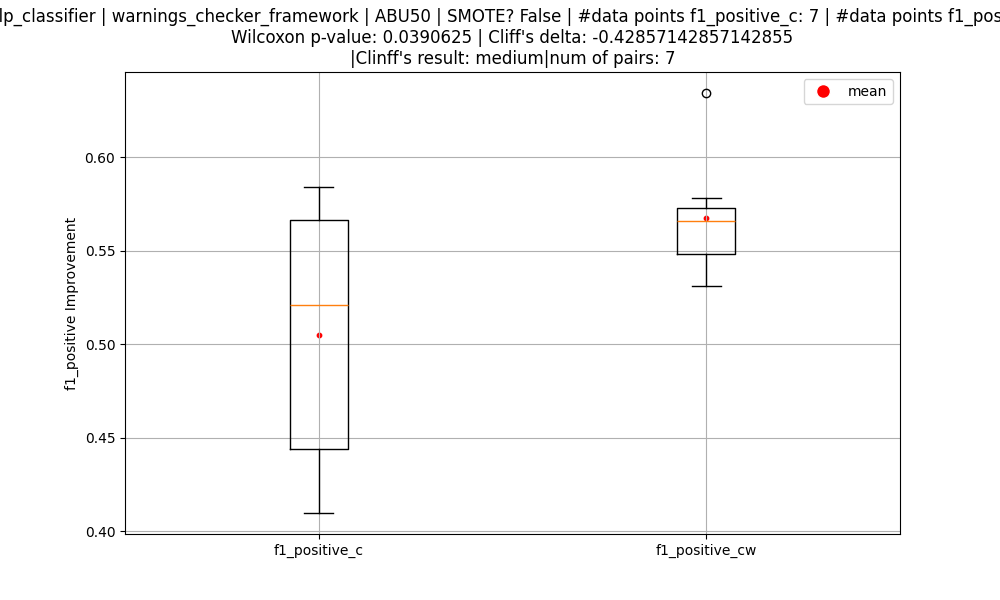 lp_classifier | warnings_checker_framework | ABU50 | SMOTE? False | #data points f1_positive_c: 7 | #data points f1_pos
Wilcoxon p-value: 0.0390625 | Cliff's delta: -0.42857142857142855
|Clinff's result: medium|num of pairs: 7
mean
0.60
0.55
0.50
0.45
0.40
f1_positive Improvement
f1_positive_c
f1_positive_cw